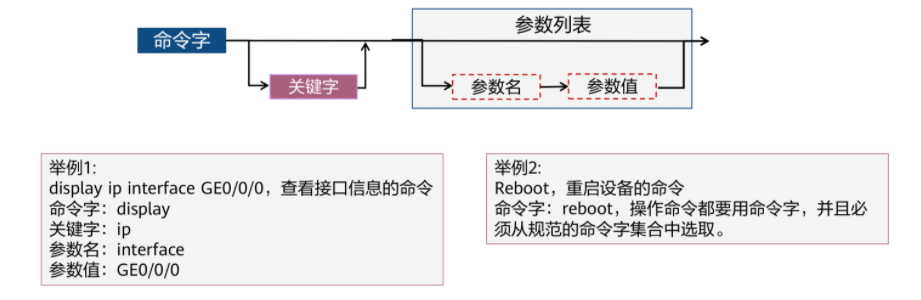 命令字
参数列表
关键字
参数名
参数值
举例1:
display ip interface GE0/0/0，查看接口信息的命令
命令字：display
关键字：ip
参数名：interface
参数值：GE0/0/0
举例2:
Reboot，重启设备的命令
命令字：reboot，操作命令都要用命令字，并且必
须从规范的命令字集合中选取。